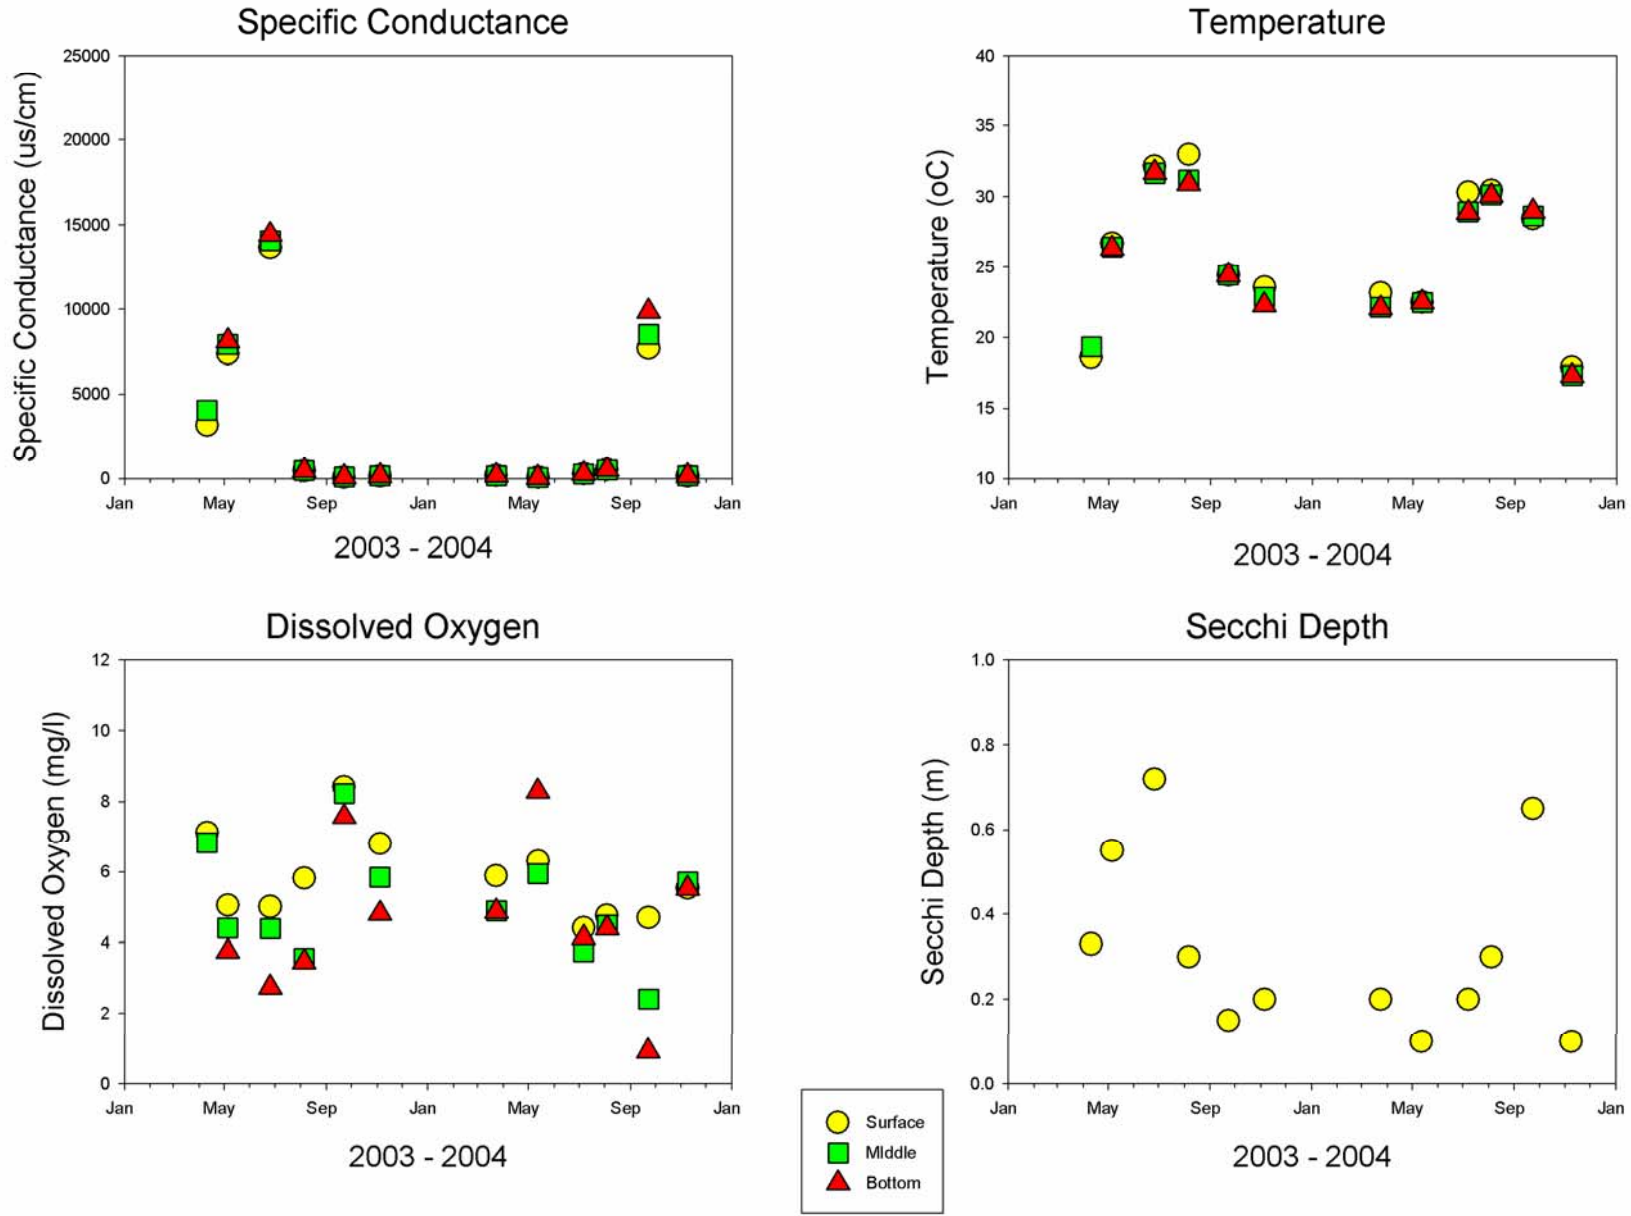 Specific Conductance
Specific Conductance (us/cm)
25000
20000
15000
10000
5000
0
Jan May Sep Jan May Sep Jan
2003 - 2004
Temperature
Temperature (oC)
40
35
30
25
20
15
10
Jan May Sep Jan May Sep Jan
2003 - 2004
Dissolved Oxygen
Dissolved Oxygen (mg/l)
12
10
8
6
4
2
0
Jan May Sep Jan May Sep Jan
2003 - 2004
Secchi Depth
Secchi Depth (m)
1.0
0.8
0.6
0.4
0.2
0.0
Jan May Sep Jan May Sep Jan
2003 - 2004
Surface
MIddle
Bottom